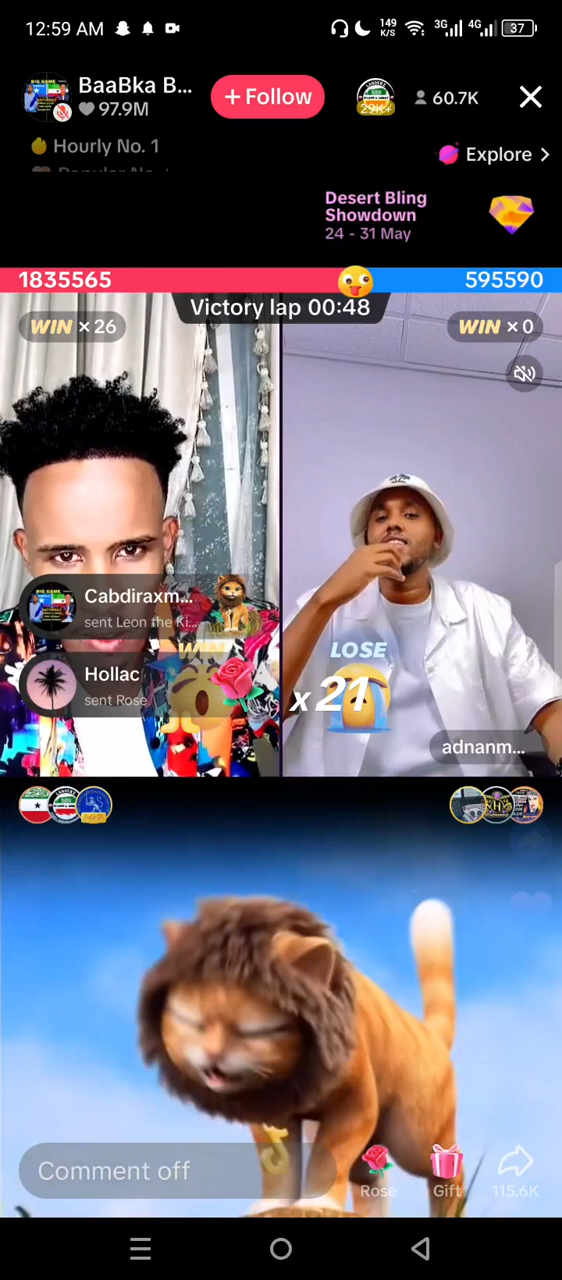 12:59 AM
149
K/S
3G
4G
37
BaaBka B...
97.9M
+ Follow
29K+
60.7K
Hourly No. 1
Explore >
Desert Bling
Showdown
24 - 31 May
1835565
595590
Victory lap 00:48
WIN × 26
WIN × 0
Cabdiraxm...
sent Leon the Ki...
Hollac
sent Rose
LOSE
x 21
adnanm...
Comment off
Rose
Gift
115.6K